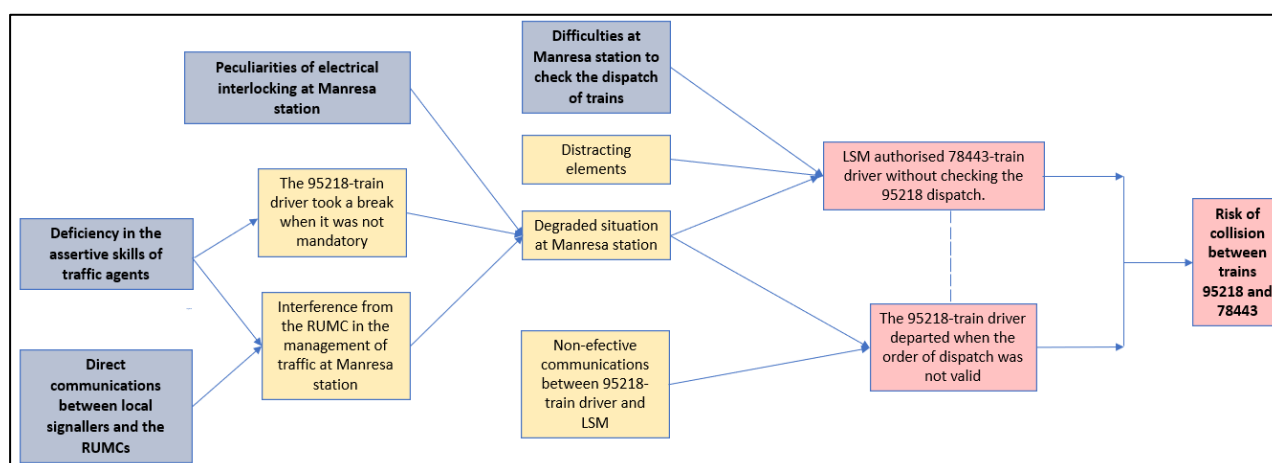 Peculiarities of electrical
interlocking at Manresa
station
Difficulties at
Manresa station to
check the dispatch
of trains
Distracting
elements
LSM authorised 78443-train
driver without checking the
95218 dispatch.
The 95218-train
driver took a break
when it was not
mandatory
Degraded situation
at Manresa station
Deficiency in the
assertive skills of
traffic agents
Risk of
collision
between
trains
95218 and
78443
Interference from
the RUMC in the
management of
traffic at Manresa
station
The 95218-train driver
departed when the
order of dispatch was
not valid
Non-efective
communications
between 95218-
train driver and
LSM
Direct
communications
between local
signallers and the
RUMCs